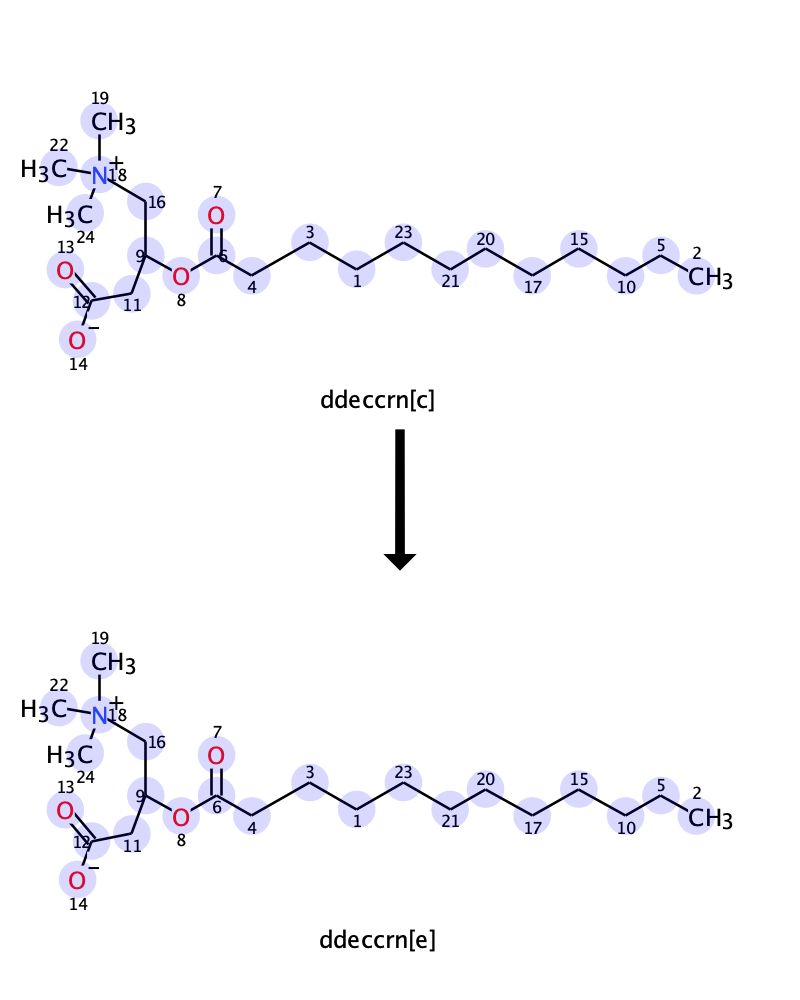 19
CH3
22
H3C N+ 18
H3C 16 7
24 O
13 3 23 20 15 5 2
O 9 6 CH3
12 11 O 4 1 21 17 10
O− 8
14
ddeccrn[c]
19
CH3
22
H3C N+ 18
H3C 16 7
24 O
13 3 23 20 15 5 2
O 9 6 CH3
12 11 O 4 1 21 17 10
O− 8
14
ddeccrn[e]